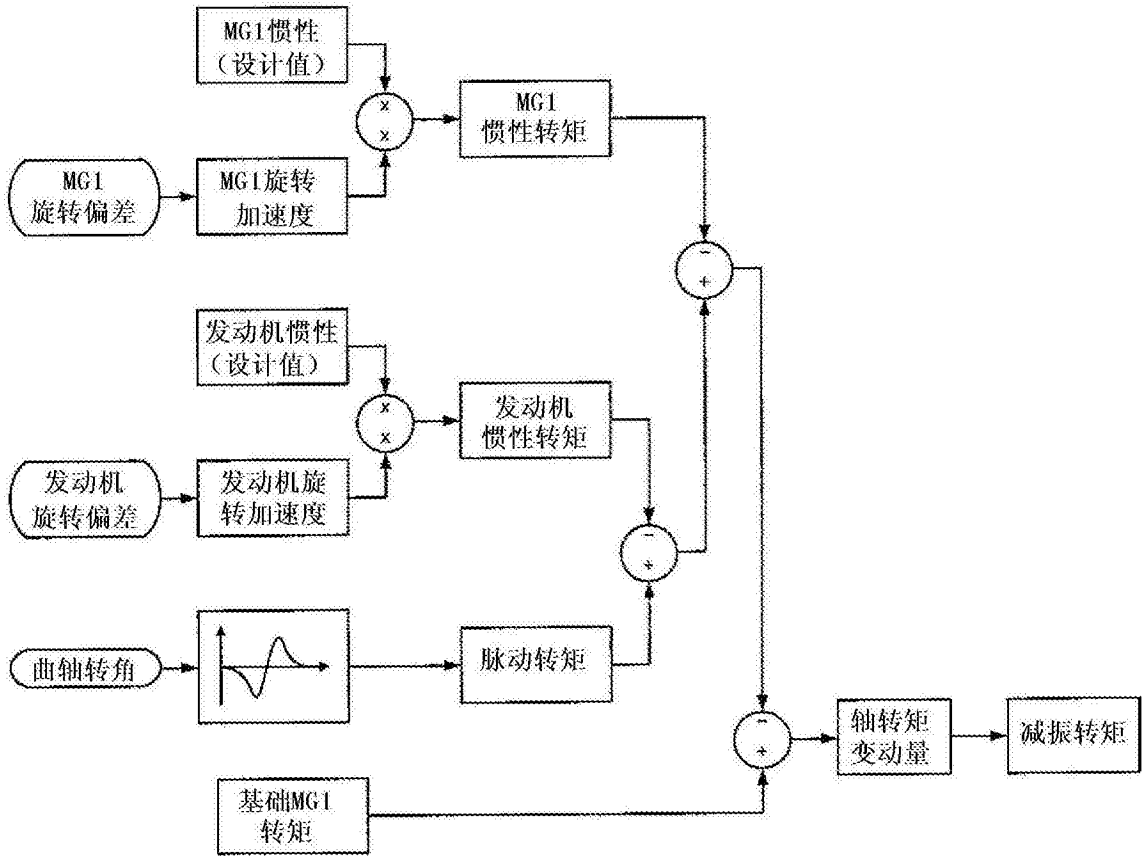 MG1惯性
（设计值）
×
×
MG1
惯性转矩
MG1
旋转偏差
MG1旋转
加速度
-
+
发动机惯性
（设计值）
×
×
发动机
惯性转矩
发动机
旋转偏差
发动机旋
转加速度
-
+
曲轴转角
脉动转矩
-
+
轴转矩
变动量
减振转矩
基础MG1
转矩